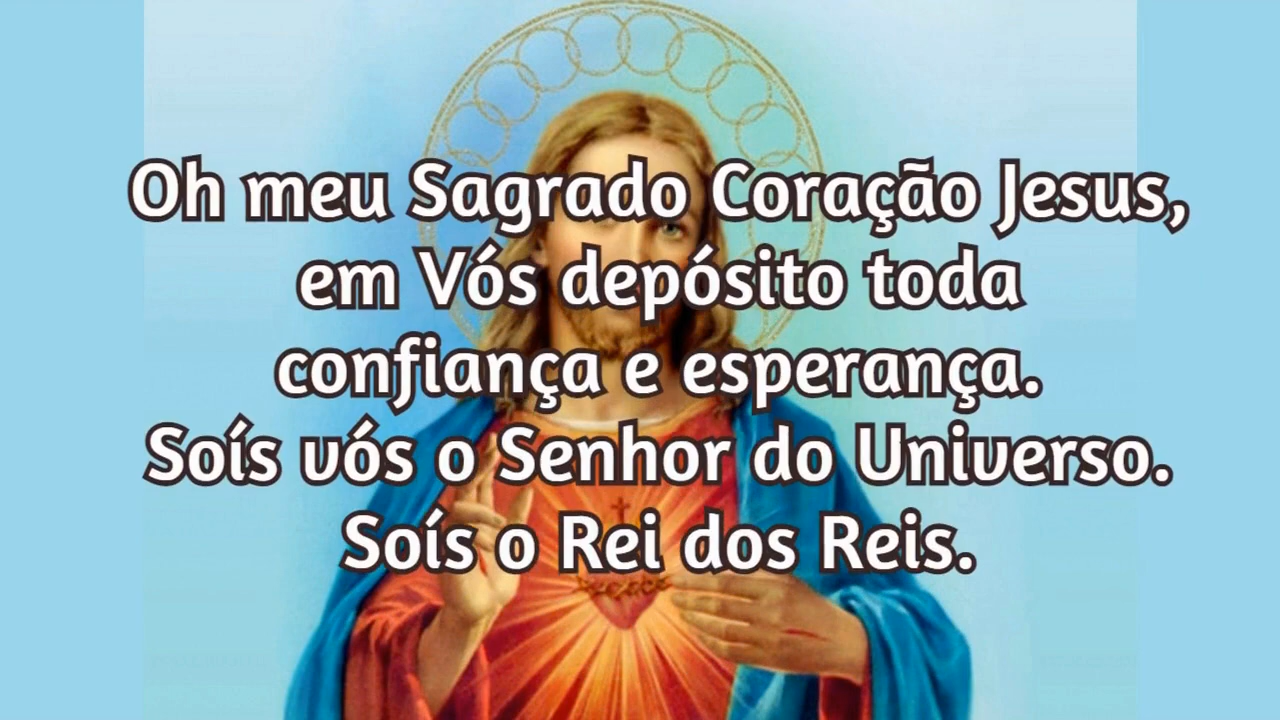 Oh meu Sagrado Coração Jesus,
em Vós depósito toda
confiança e esperança.
Soís vós o Senhor do Universo.
Soís o Rei dos Reis.